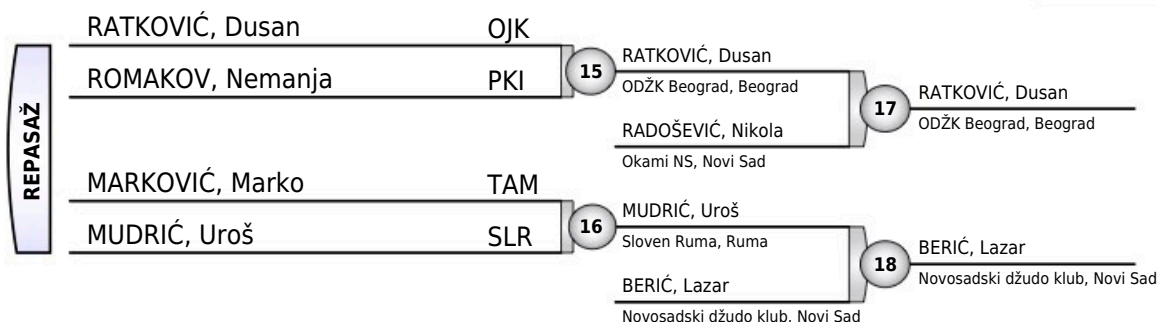 REPASAŽ
RATKOVIĆ, Dusan OJK
ROMAKOV, Nemanja PKI
15
RATKOVIĆ, Dusan
ODŽK Beograd, Beograd
RADOŠEVIĆ, Nikola
Okami NS, Novi Sad
17
RATKOVIĆ, Dusan
ODŽK Beograd, Beograd
MARKOVIĆ, Marko TAM
MUDRIĆ, Uroš SLR
16
MUDRIĆ, Uroš
Sloven Ruma, Ruma
BERIĆ, Lazar
Novosadski džudo klub, Novi Sad
18
BERIĆ, Lazar
Novosadski džudo klub, Novi Sad